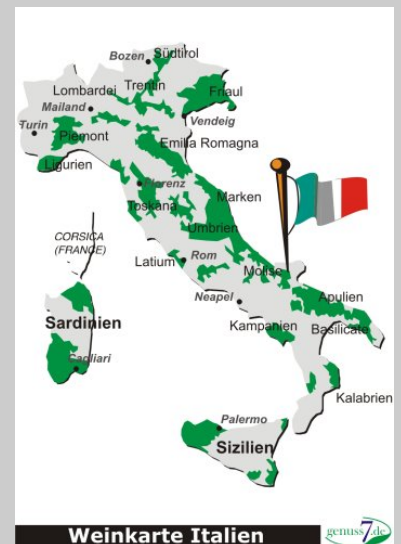 Bozen
Südtirol
Lombardei
Trentin
Mailand
Friaul
Turin
Vendeig
Piemont
Emilia Romagna
Ligurien
Florenz
Toskana
Marken
Umbrien
CORSICA
(FRANCE)
Latium
Rom
Molise
Neapel
Apulien
Kampanien
Basilicate
Sardinien
Cagliari
Kalabrien
Palermo
Sizilien
Weinkarte Italien
genuss7.de